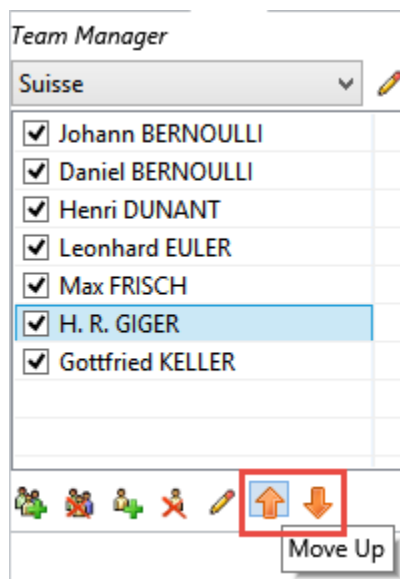 Team Manager
Suisse
Johann BERNOULLI
Daniel BERNOULLI
Henri DUNANT
Leonhard EULER
Max FRISCH
H. R. GIGER
Gottfried KELLER
Move Up